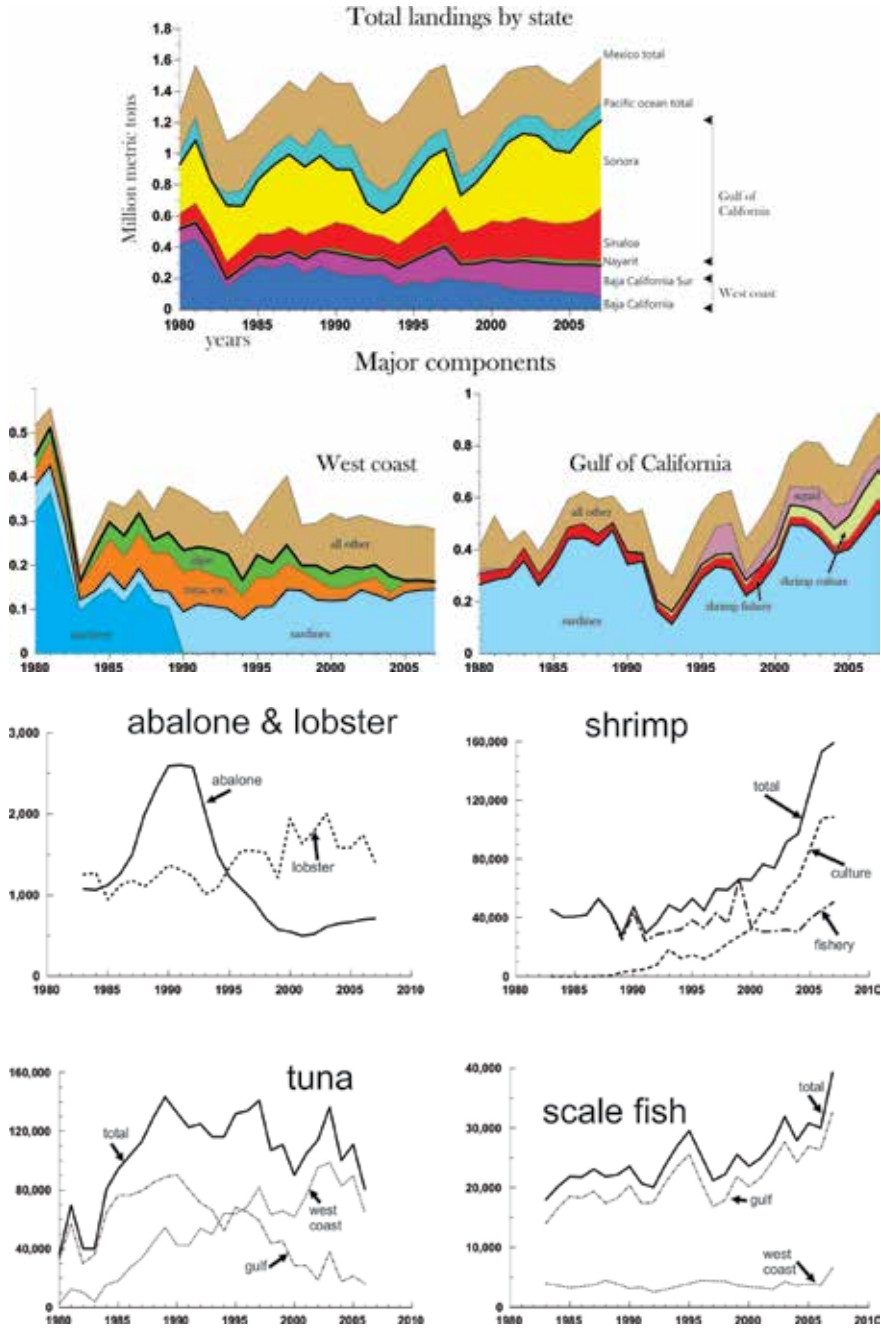 Total landings by state
Million metric tons
1.8
1.6
1.4
1.2
1
0.8
0.6
0.4
0.2
0
1980 1985 1990 1995 2000 2005
years
Mexico total
Pacific ocean total
Sonora
Sinaloa
Nayarit
Baja California Sur
Baja California
Gulf of
California
West coast
Major components
West coast
0.5
0.4
0.3
0.2
0.1
0
1980 1985 1990 1995 2000 2005
all other
tuna, etc.
sardines
Gulf of California
1
0.8
0.6
0.4
0.2
0
1980 1985 1990 1995 2000 2005
all other
squid
shrimp culture
shrimp fishery
sardines
abalone & lobster
3,000
2,000
1,000
0
1980 1985 1990 1995 2000 2005 2010
abalone
lobster
shrimp
160,000
120,000
80,000
40,000
0
1980 1985 1990 1995 2000 2005 2010
total
culture
fishery
tuna
160,000
120,000
80,000
40,000
0
1980 1985 1990 1995 2000 2005 2010
total
west
coast
gulf
scale fish
40,000
30,000
20,000
10,000
0
1980 1985 1990 1995 2000 2005
total
gulf
west
coast